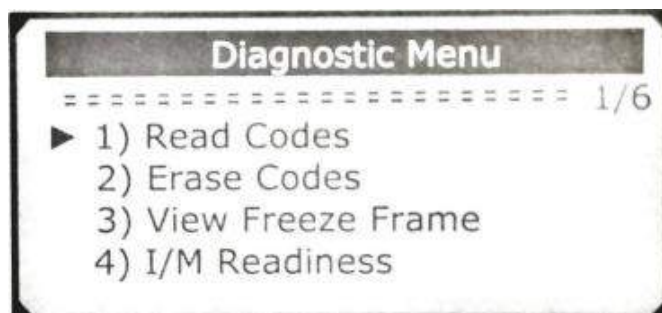 Diagnostic Menu
======================= 1/6
► 1) Read Codes
2) Erase Codes
3) View Freeze Frame
4) I/M Readiness